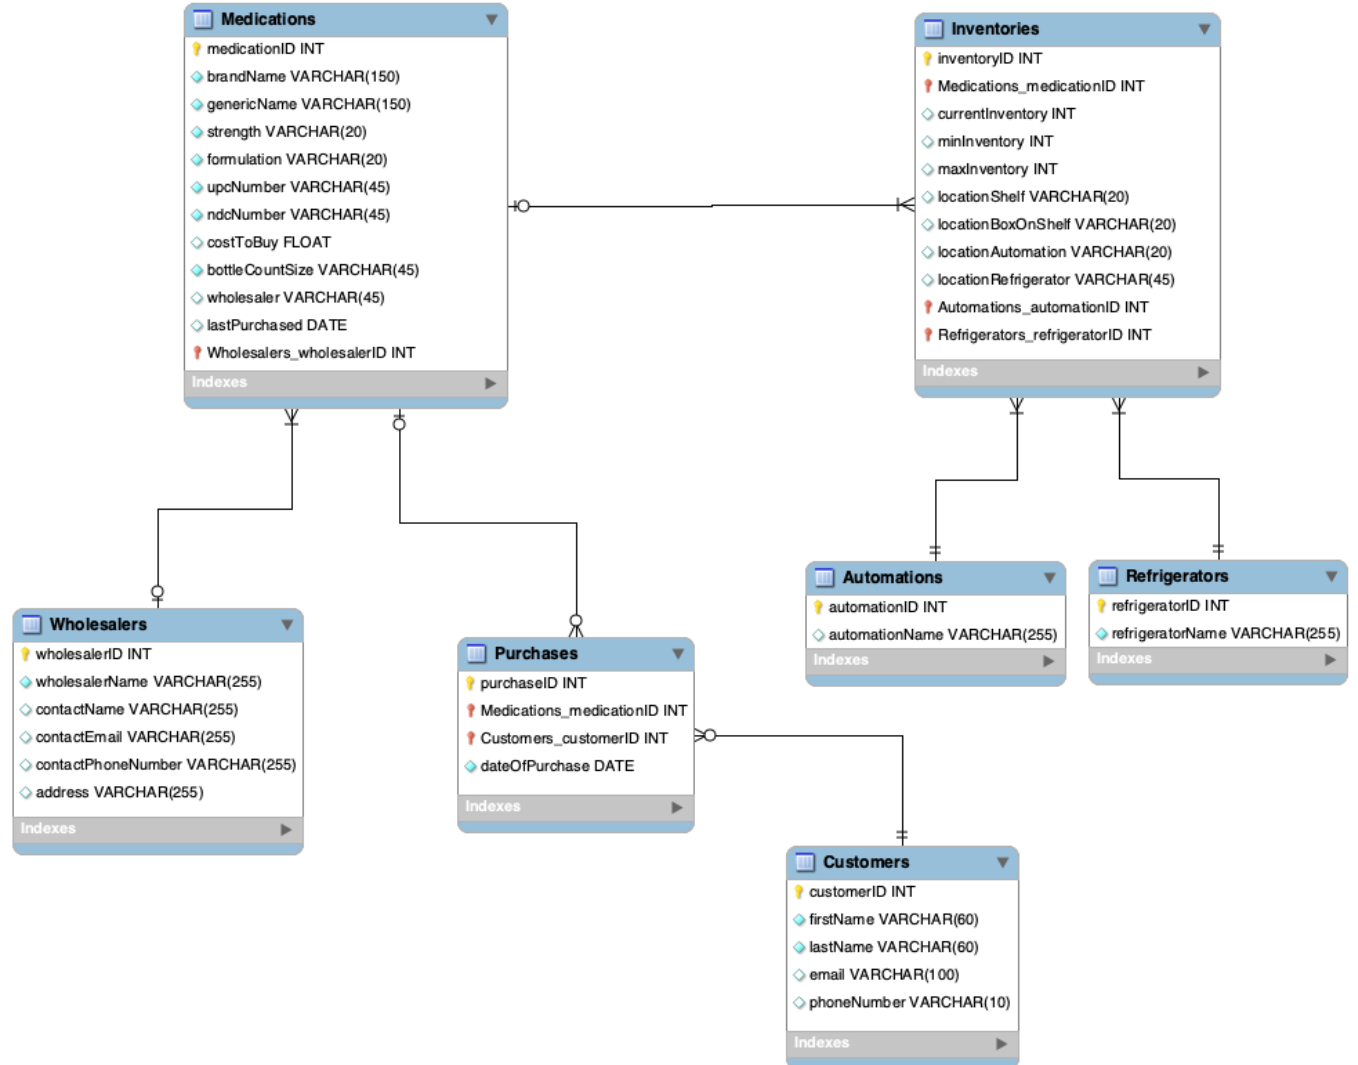 Medications
medicationID INT
brandName VARCHAR(150)
genericName VARCHAR(150)
strength VARCHAR(20)
formulation VARCHAR(20)
upcNumber VARCHAR(45)
ndcNumber VARCHAR(45)
costToBuy FLOAT
bottleCountSize VARCHAR(45)
wholesaler VARCHAR(45)
lastPurchased DATE
Wholesalers_wholesalerID INT
Indexes
Inventories
inventoryID INT
Medications_medicationID INT
currentInventory INT
minInventory INT
maxInventory INT
locationShelf VARCHAR(20)
locationBoxOnShelf VARCHAR(20)
locationAutomation VARCHAR(20)
locationRefrigerator VARCHAR(45)
Automations_automationID INT
Refrigerators_refrigeratorID INT
Indexes
Wholesalers
wholesalerID INT
wholesalerName VARCHAR(255)
contactName VARCHAR(255)
contactEmail VARCHAR(255)
contactPhoneNumber VARCHAR(255)
address VARCHAR(255)
Indexes
Purchases
purchaseID INT
Medications_medicationID INT
Customers_customerID INT
dateOfPurchase DATE
Indexes
Automations
automationID INT
automationName VARCHAR(255)
Indexes
Refrigerators
refrigeratorID INT
refrigeratorName VARCHAR(255)
Indexes
Customers
customerID INT
firstName VARCHAR(60)
lastName VARCHAR(60)
email VARCHAR(100)
phoneNumber VARCHAR(10)
Indexes